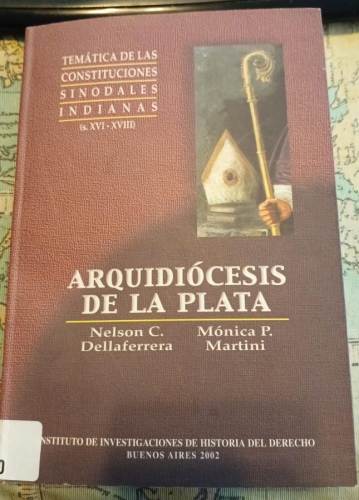 TEMÁTICA DE LAS
CONSTITUCIONES
SINODALES
INDIANAS
(s. XVI - XVIII)
ARQUIDIÓCESIS
DE LA PLATA
Nelson C. Dellaferrera
Mónica P. Martini
INSTITUTO DE INVESTIGACIONES DE HISTORIA DEL DERECHO
BUENOS AIRES 2002